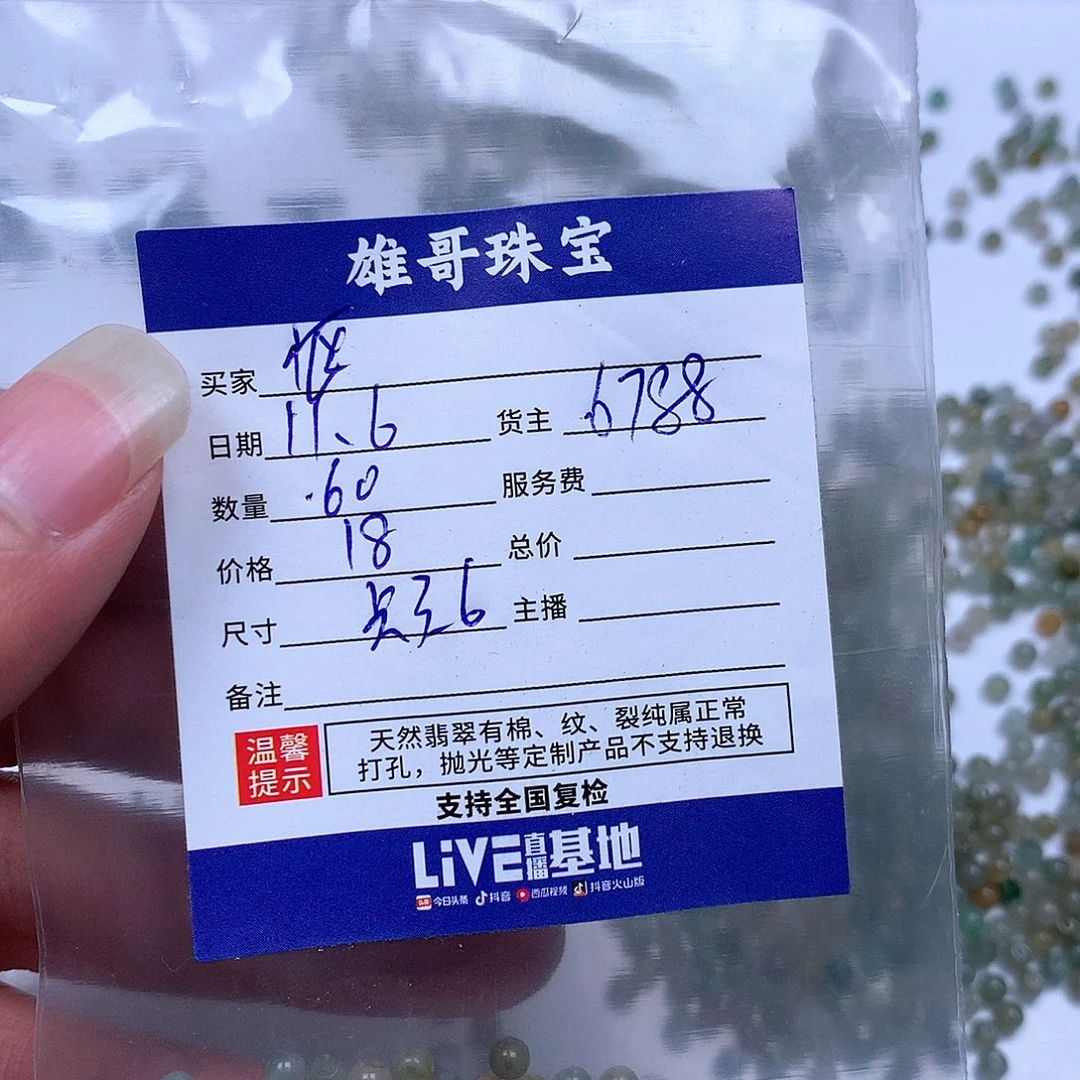 雄哥珠宝
买家
日期 11、6 货主 6788
数量 60 服务费
价格 18 总价
尺寸 6 主播
备注
温馨提示 天然翡翠有棉、纹、裂纯属正常
打孔，抛光等定制产品不支持退换
支持全国复检
LiVE直播基地
头条 今日头条 抖音 西瓜视频 抖音火山版